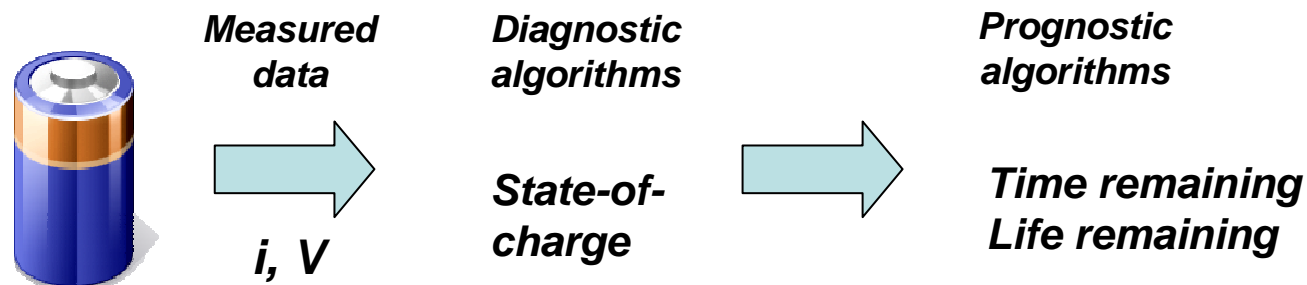 Measured
data
i, V
Diagnostic
algorithms
State-of-
charge
Prognostic
algorithms
Time remaining
Life remaining